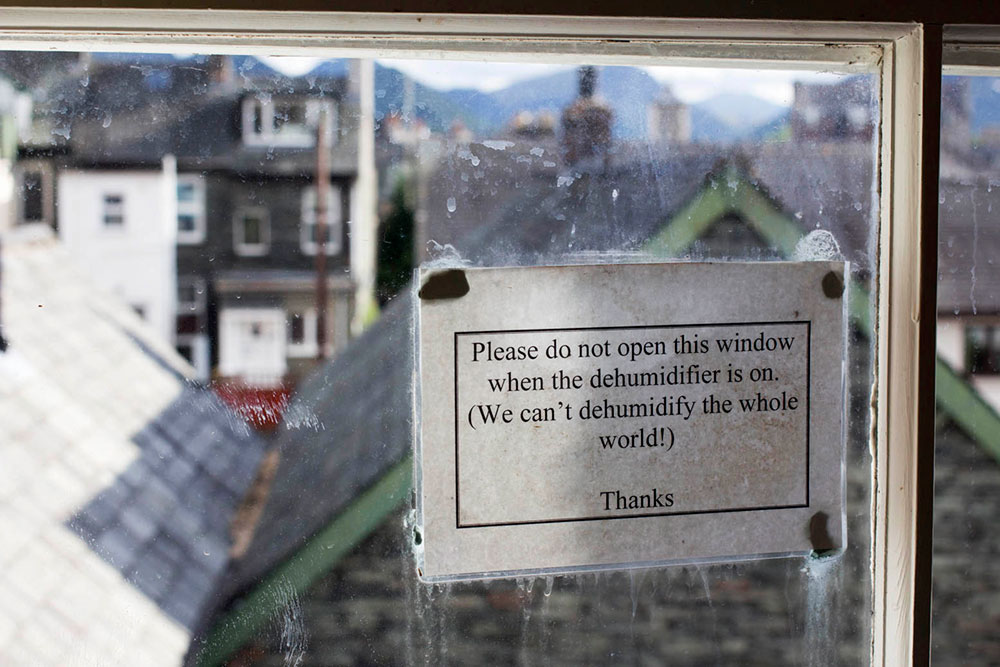 Please do not open this window
when the dehumidifier is on.
(We can't dehumidify the whole
world!)
Thanks